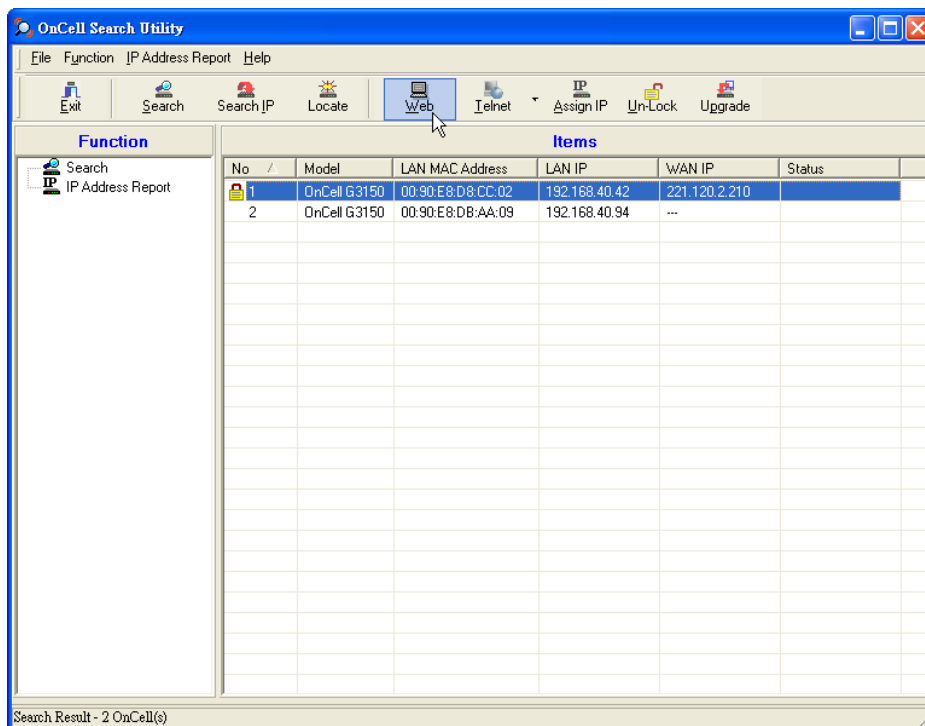 OnCell Search Utility
File Function IP Address Report Help
Exit Search Search IP Locate Web Telnet Assign IP Un-Lock Upgrade
Function Items
Search
IP Address Report
No Model LAN MAC Address LAN IP WAN IP Status
1 OnCell G3150 00:90:E8:D8:CC:02 192.168.40.42 221.120.2.210
2 OnCell G3150 00:90:E8:DB:AA:09 192.168.40.94 ---
Search Result - 2 OnCell(s)